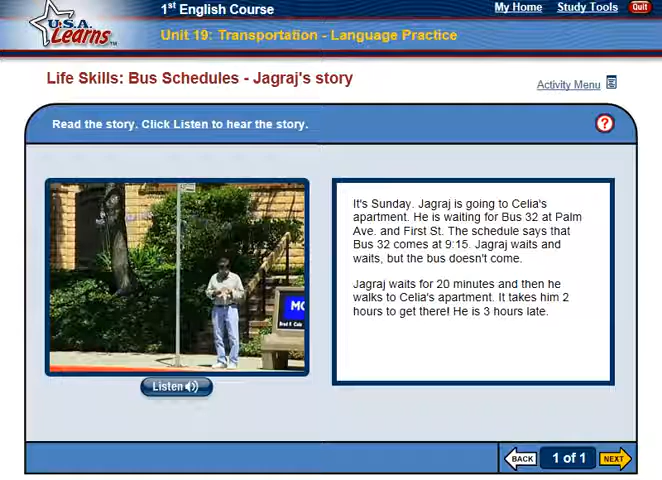 U.S.A.
Learns™
1st English Course
My Home
Study Tools
Quit
Unit 19: Transportation - Language Practice
Life Skills: Bus Schedules - Jagraj's story
Activity Menu
Read the story. Click Listen to hear the story.
?
It's Sunday. Jagraj is going to Celia's
apartment. He is waiting for Bus 32 at Palm
Ave. and First St. The schedule says that
Bus 32 comes at 9:15. Jagraj waits and
waits, but the bus doesn't come.
Jagraj waits for 20 minutes and then he
walks to Celia's apartment. It takes him 2
hours to get there! He is 3 hours late.
MO
Listen
BACK
1 of 1
NEXT